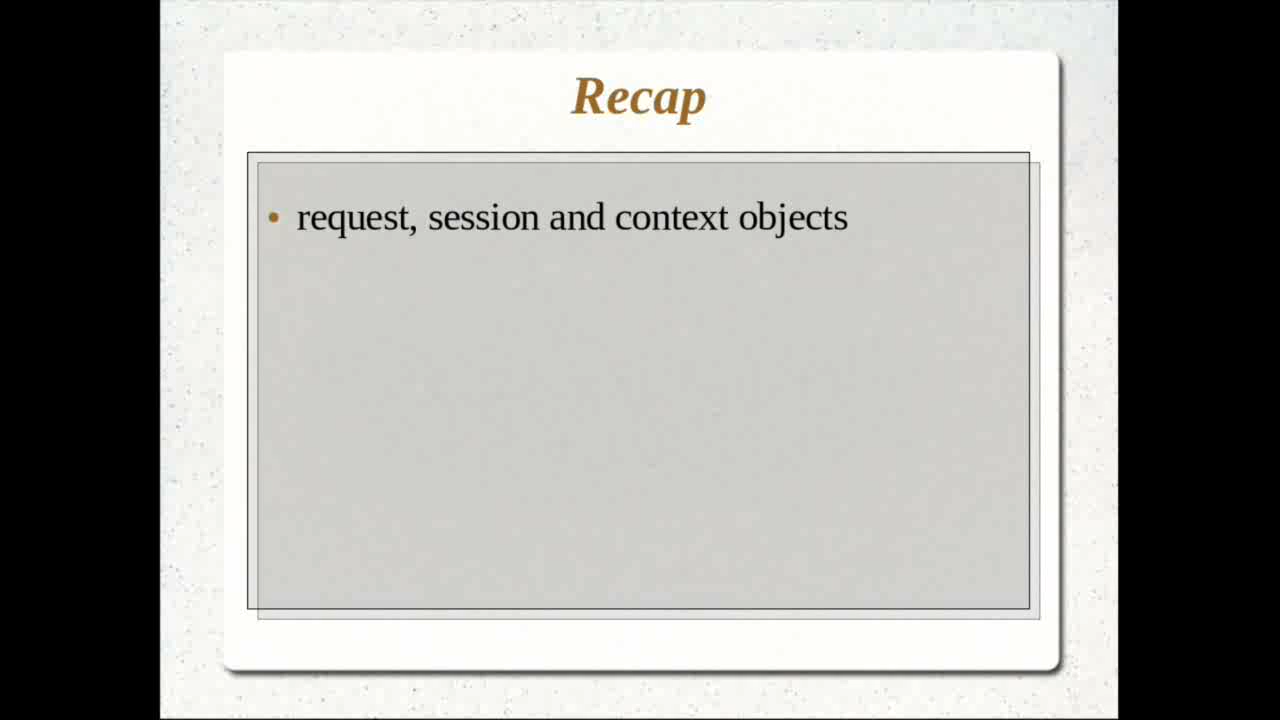 Recap
• request, session and context objects